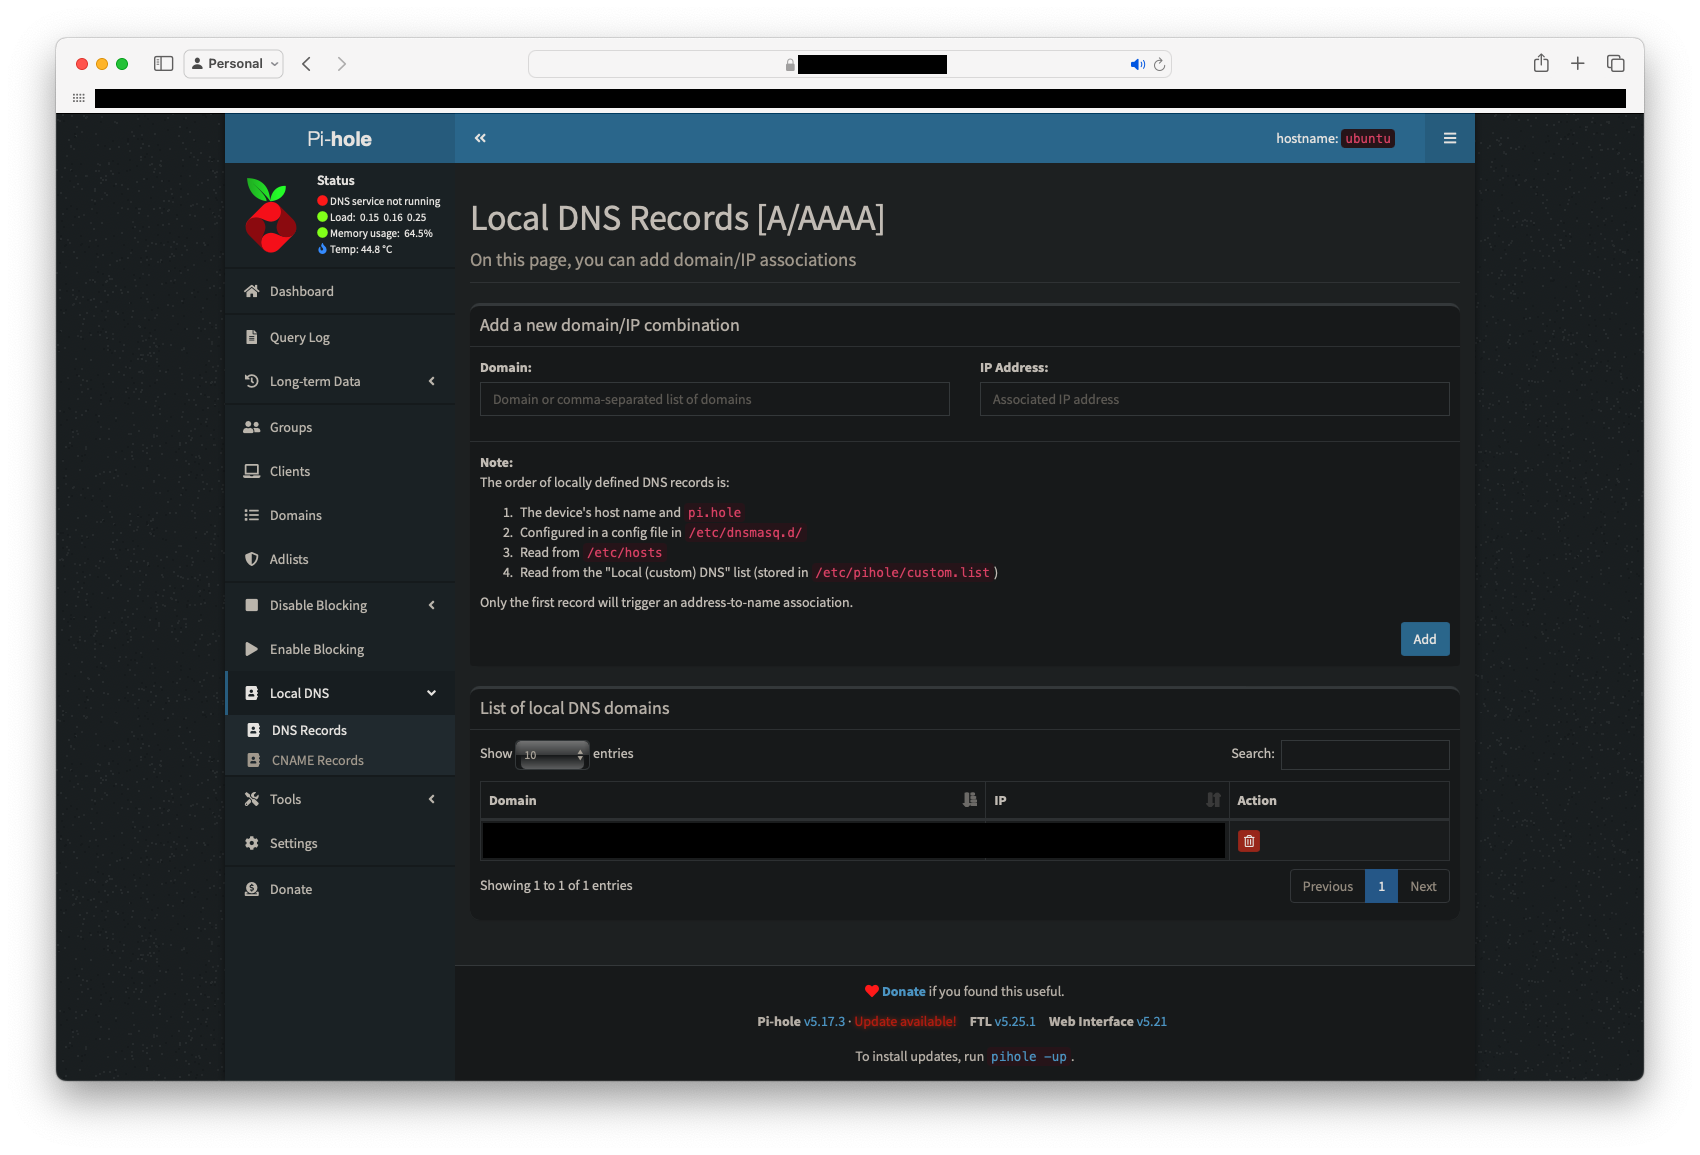 Personal
Pi-hole
hostname: ubuntu
Status
DNS service not running
Load: 0.15 0.16 0.25
Memory usage: 64.5%
Temp: 44.8 °C
Dashboard
Query Log
Long-term Data
Groups
Clients
Domains
Adlists
Disable Blocking
Enable Blocking
Local DNS
DNS Records
CNAME Records
Tools
Settings
Donate
Local DNS Records [A/AAAA]
On this page, you can add domain/IP associations
Add a new domain/IP combination
Domain:
IP Address:
Domain or comma-separated list of domains
Associated IP address
Note:
The order of locally defined DNS records is:
1. The device's host name and pi.hole
2. Configured in a config file in /etc/dnsmasq.d/
3. Read from /etc/hosts
4. Read from the "Local (custom) DNS" list (stored in /etc/pihole/custom.list )
Only the first record will trigger an address-to-name association.
Add
List of local DNS domains
Show 10 entries
Search:
Domain IP Action
Showing 1 to 1 of 1 entries
Previous 1 Next
Donate if you found this useful.
Pi-hole v5.17.3 · Update available! FTL v5.25.1 Web Interface v5.21
To install updates, run pihole -up .